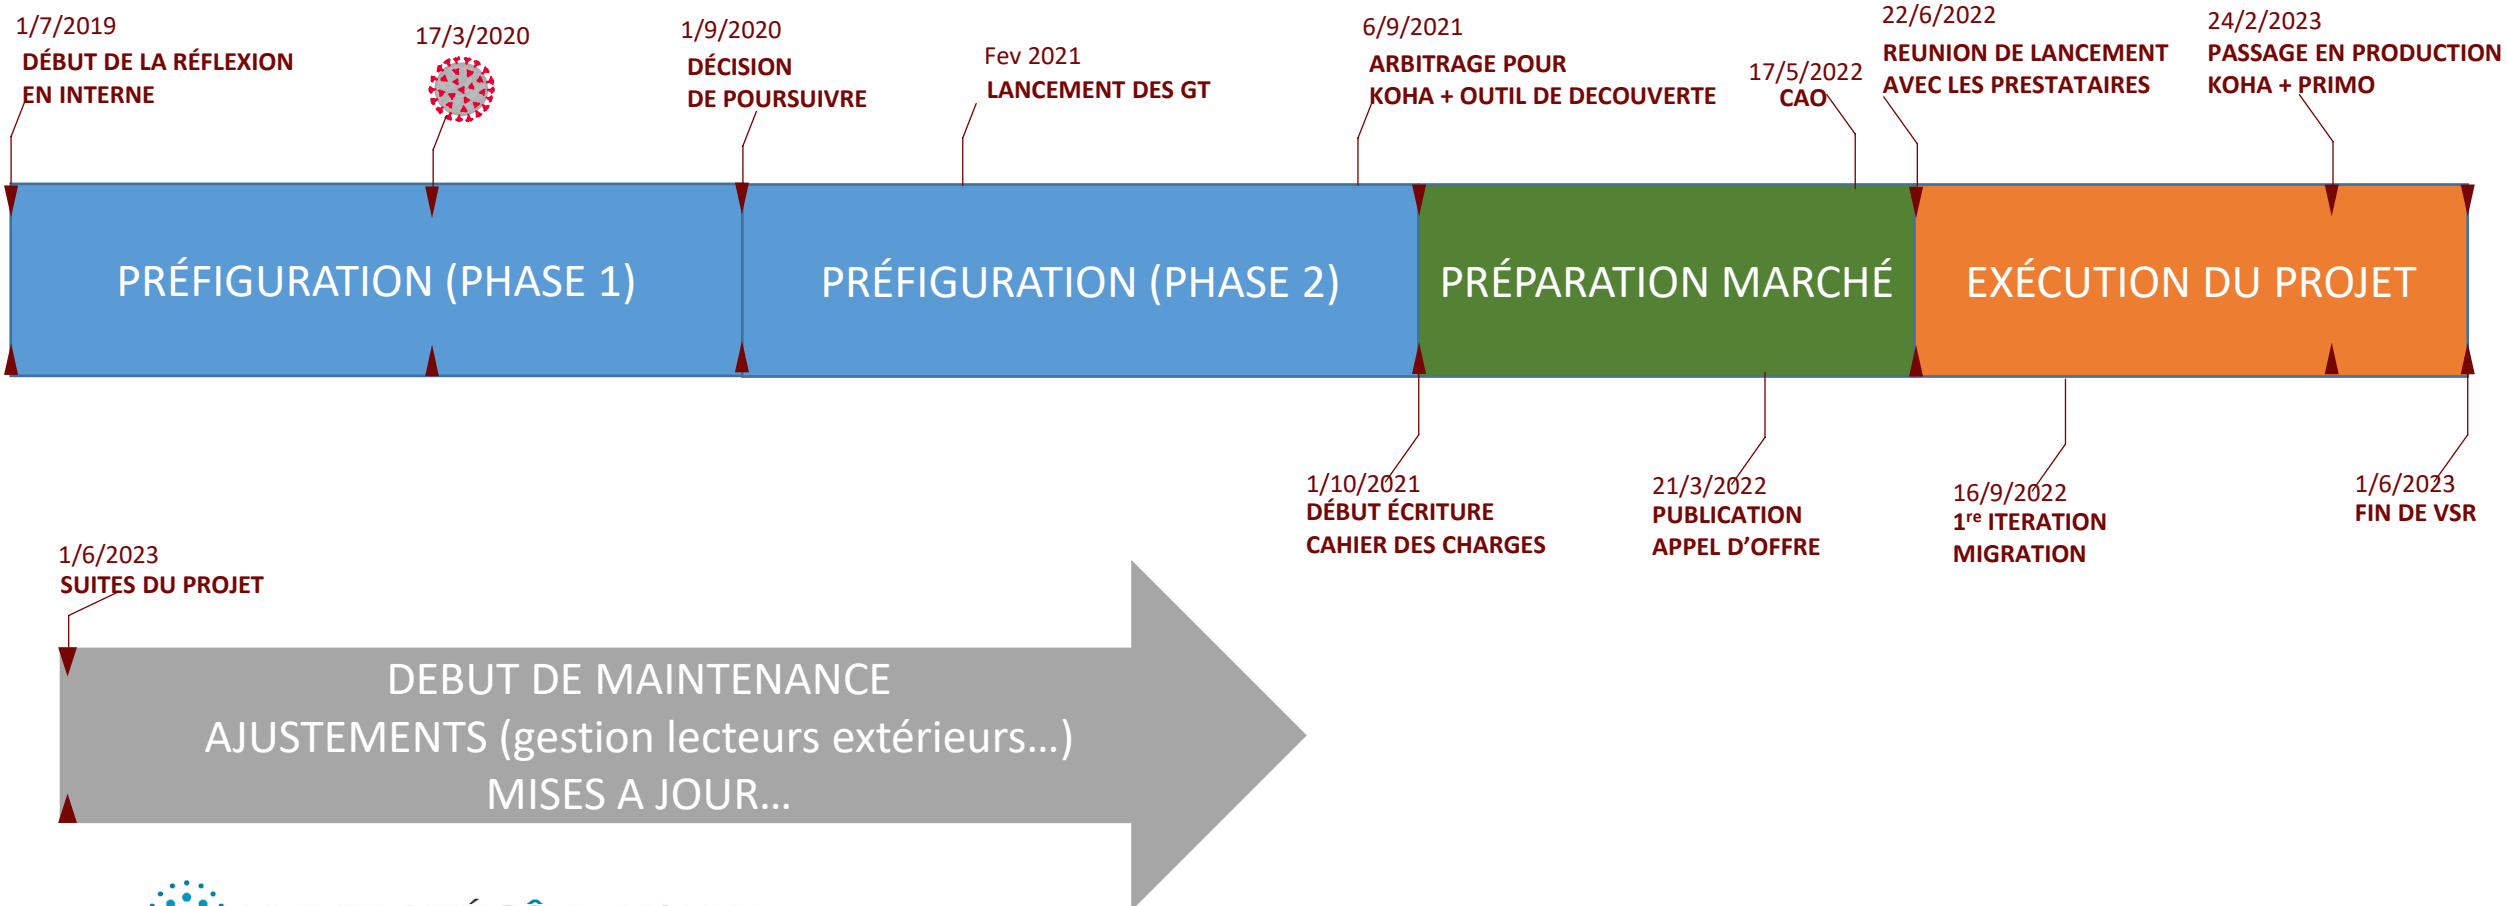 1/7/2019
DÉBUT DE LA RÉFLEXION
EN INTERNE
17/3/2020
1/9/2020
DÉCISION
DE POURSUIVRE
Fev 2021
LANCEMENT DES GT
6/9/2021
ARBITRAGE POUR
KOHA + OUTIL DE DECOUVERTE
17/5/2022
CAO
22/6/2022
REUNION DE LANCEMENT
AVEC LES PRESTATAIRES
24/2/2023
PASSAGE EN PRODUCTION
KOHA + PRIMO
PRÉFIGURATION (PHASE 1)
PRÉFIGURATION (PHASE 2)
PRÉPARATION MARCHÉ
EXÉCUTION DU PROJET
1/10/2021
DÉBUT ÉCRITURE
CAHIER DES CHARGES
21/3/2022
PUBLICATION
APPEL D’OFFRE
16/9/2022
1re ITERATION
MIGRATION
1/6/2023
FIN DE VSR
1/6/2023
SUITES DU PROJET
DEBUT DE MAINTENANCE
AJUSTEMENTS (gestion lecteurs extérieurs…)
MISES A JOUR…